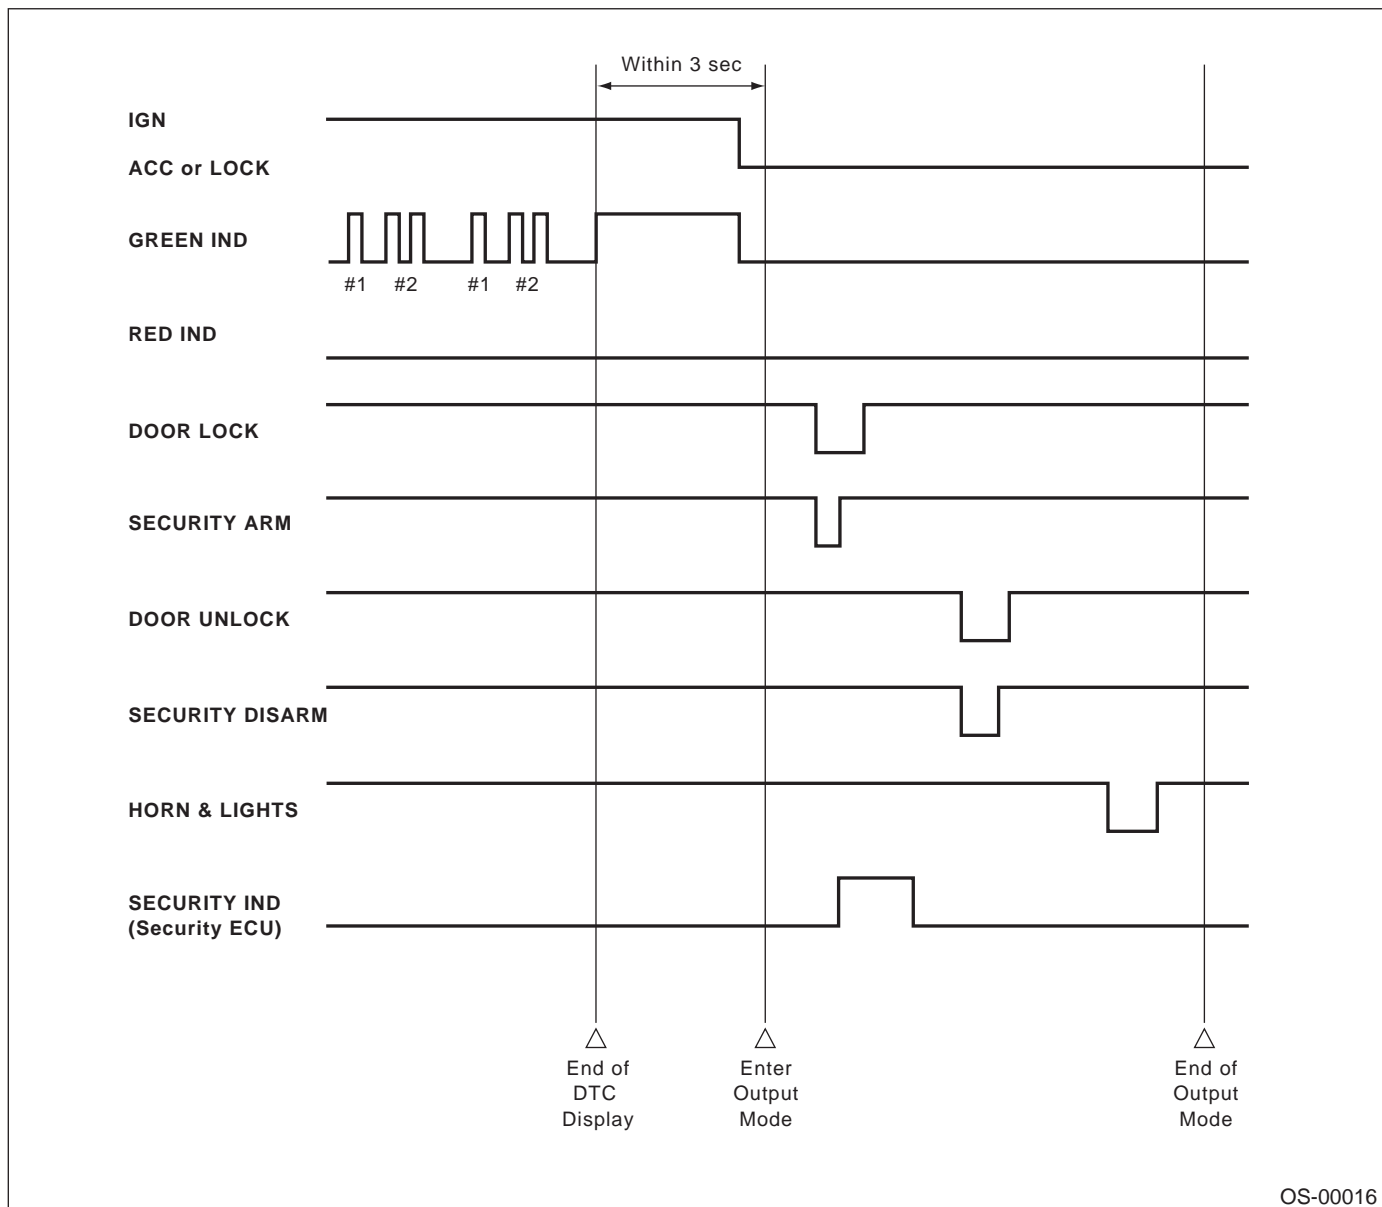 Within 3 sec
IGN
ACC or LOCK
GREEN IND
#1 #2 #1 #2
RED IND
DOOR LOCK
SECURITY ARM
DOOR UNLOCK
SECURITY DISARM
HORN & LIGHTS
SECURITY IND
(Security ECU)
End of
DTC
Display
Enter
Output
Mode
End of
Output
Mode
OS-00016